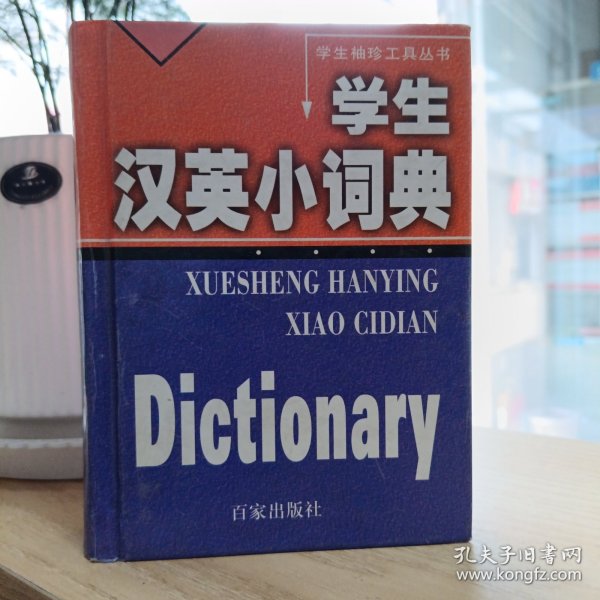 学生袖珍工具丛书
学生
汉英小词典
XUESHENG HANYING
XIAO CIDIAN
Dictionary
百家出版社
孔夫子旧书网
www.kongfz.com